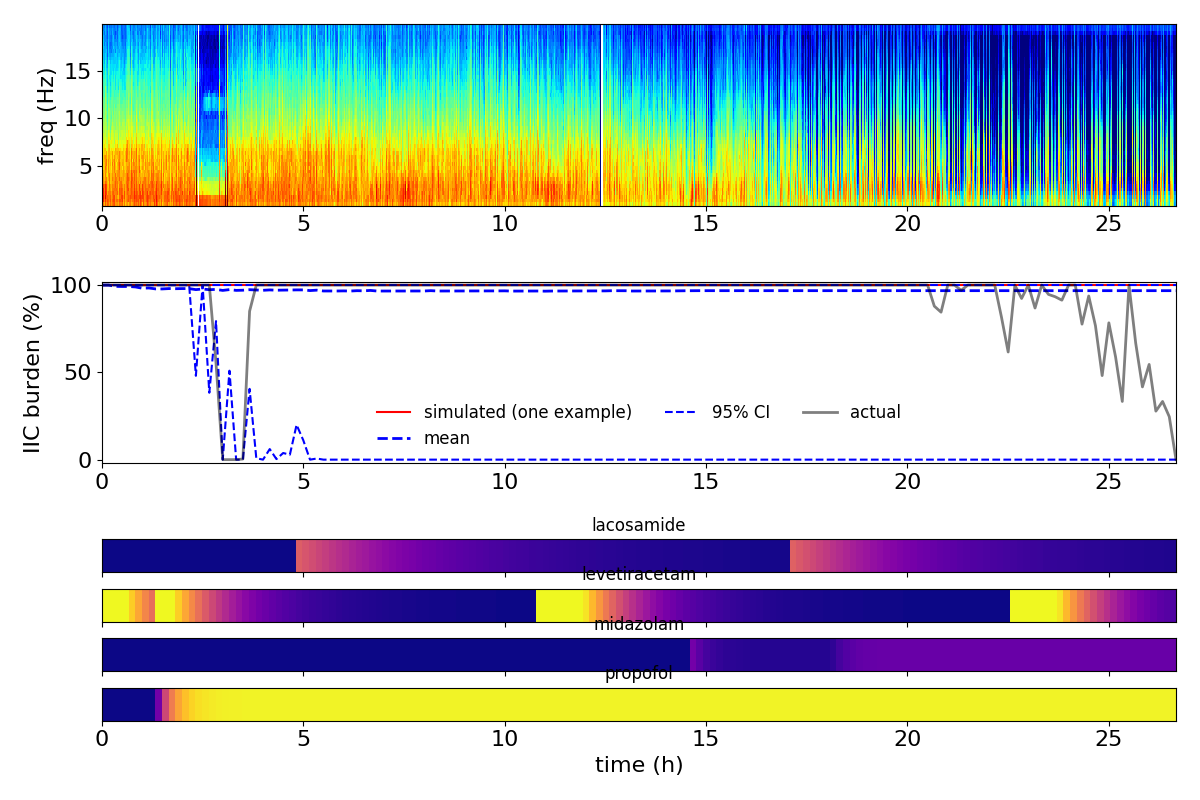 freq (Hz)
15
10
5
0 5 10 15 20 25
IIC burden (%)
100
50
0
simulated (one example)
mean
95% CI
actual
0 5 10 15 20 25
lacosamide
levetiracetam
midazolam
propofol
0 5 10 15 20 25
time (h)